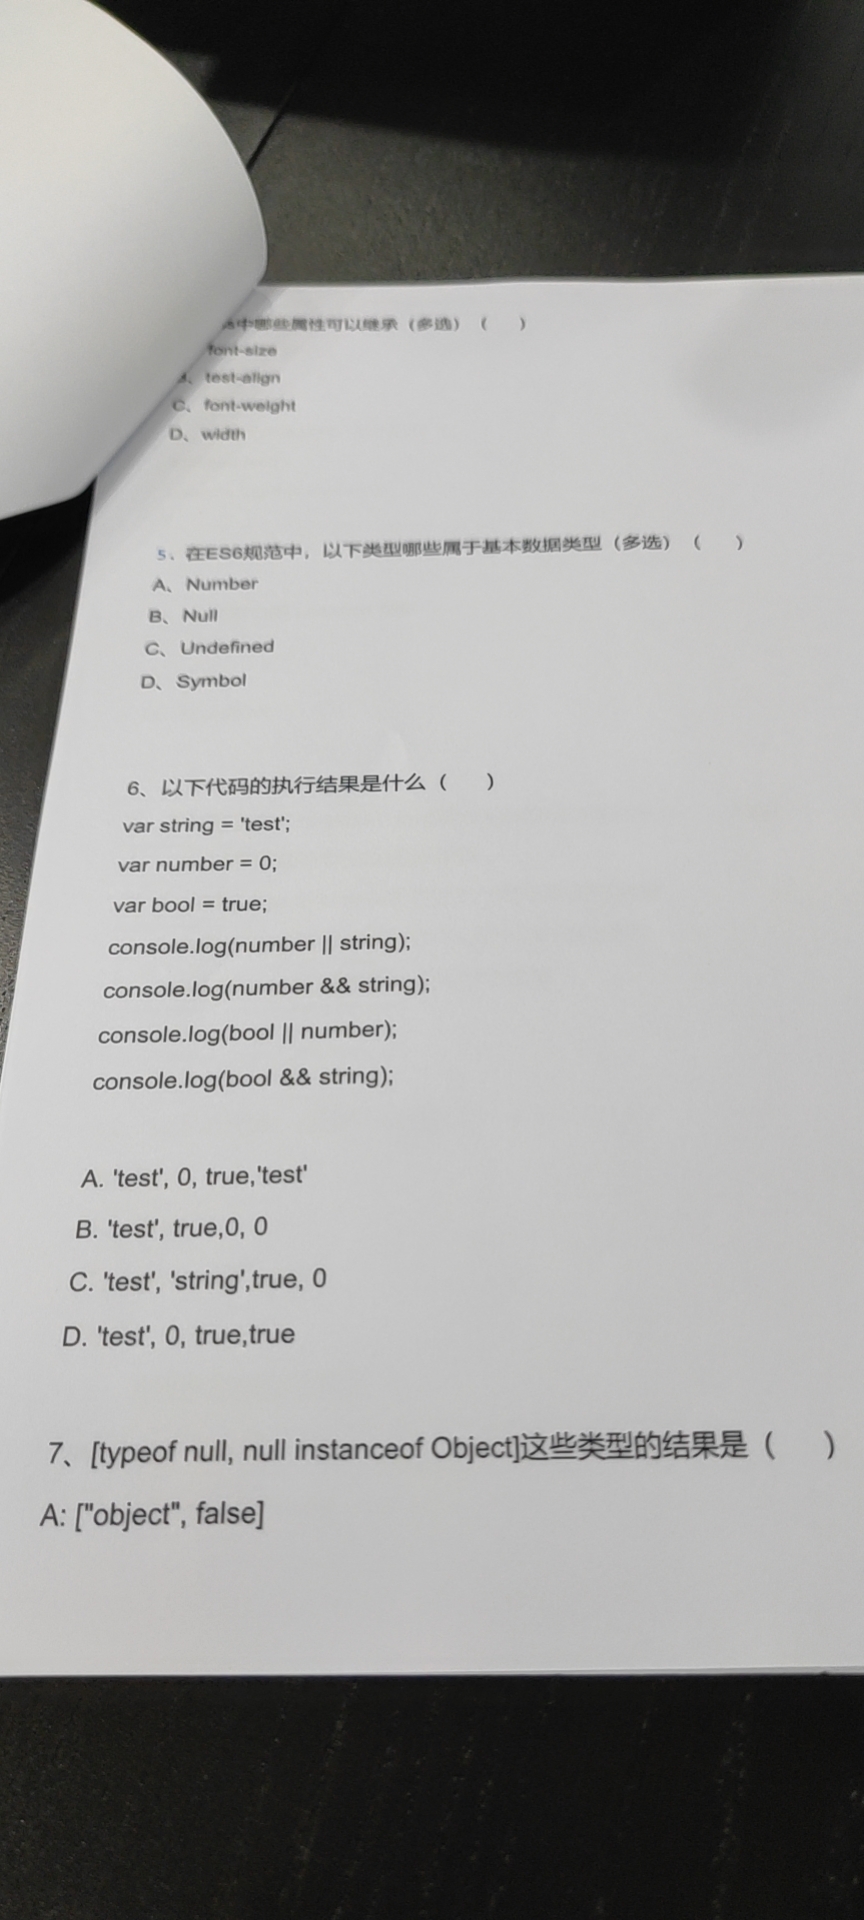 中哪些属性可以继承（多选）（ ）
font-size
、test-align
C、font-weight
D、width
5、在ES6规范中，以下类型哪些属于基本数据类型（多选）（ ）
A、Number
B、Null
C、Undefined
D、Symbol
6、以下代码的执行结果是什么（ ）
var string = 'test';
var number = 0;
var bool = true;
console.log(number || string);
console.log(number && string);
console.log(bool || number);
console.log(bool && string);
A. 'test', 0, true,'test'
B. 'test', true,0, 0
C. 'test', 'string',true, 0
D. 'test', 0, true,true
7、[typeof null, null instanceof Object]这些类型的结果是（ ）
A: ["object", false]